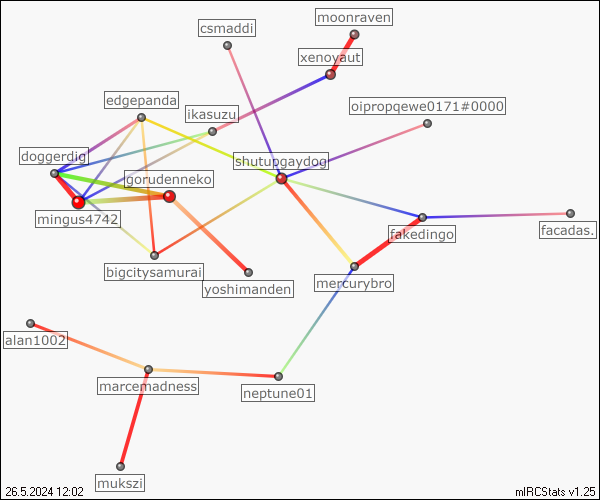 moonraven
csmaddi
xenoyaut
edgepanda
ikasuzu
oipropqewe0171#0000
doggerdig
shutupgaydog
gorudenneko
mingus4742
fakedingo
facadas.
bigcitysamurai
yoshimanden
mercurybro
alan1002
marcemadness
neptune01
mukszi
26.5.2024 12:02
mIRCStats v1.25